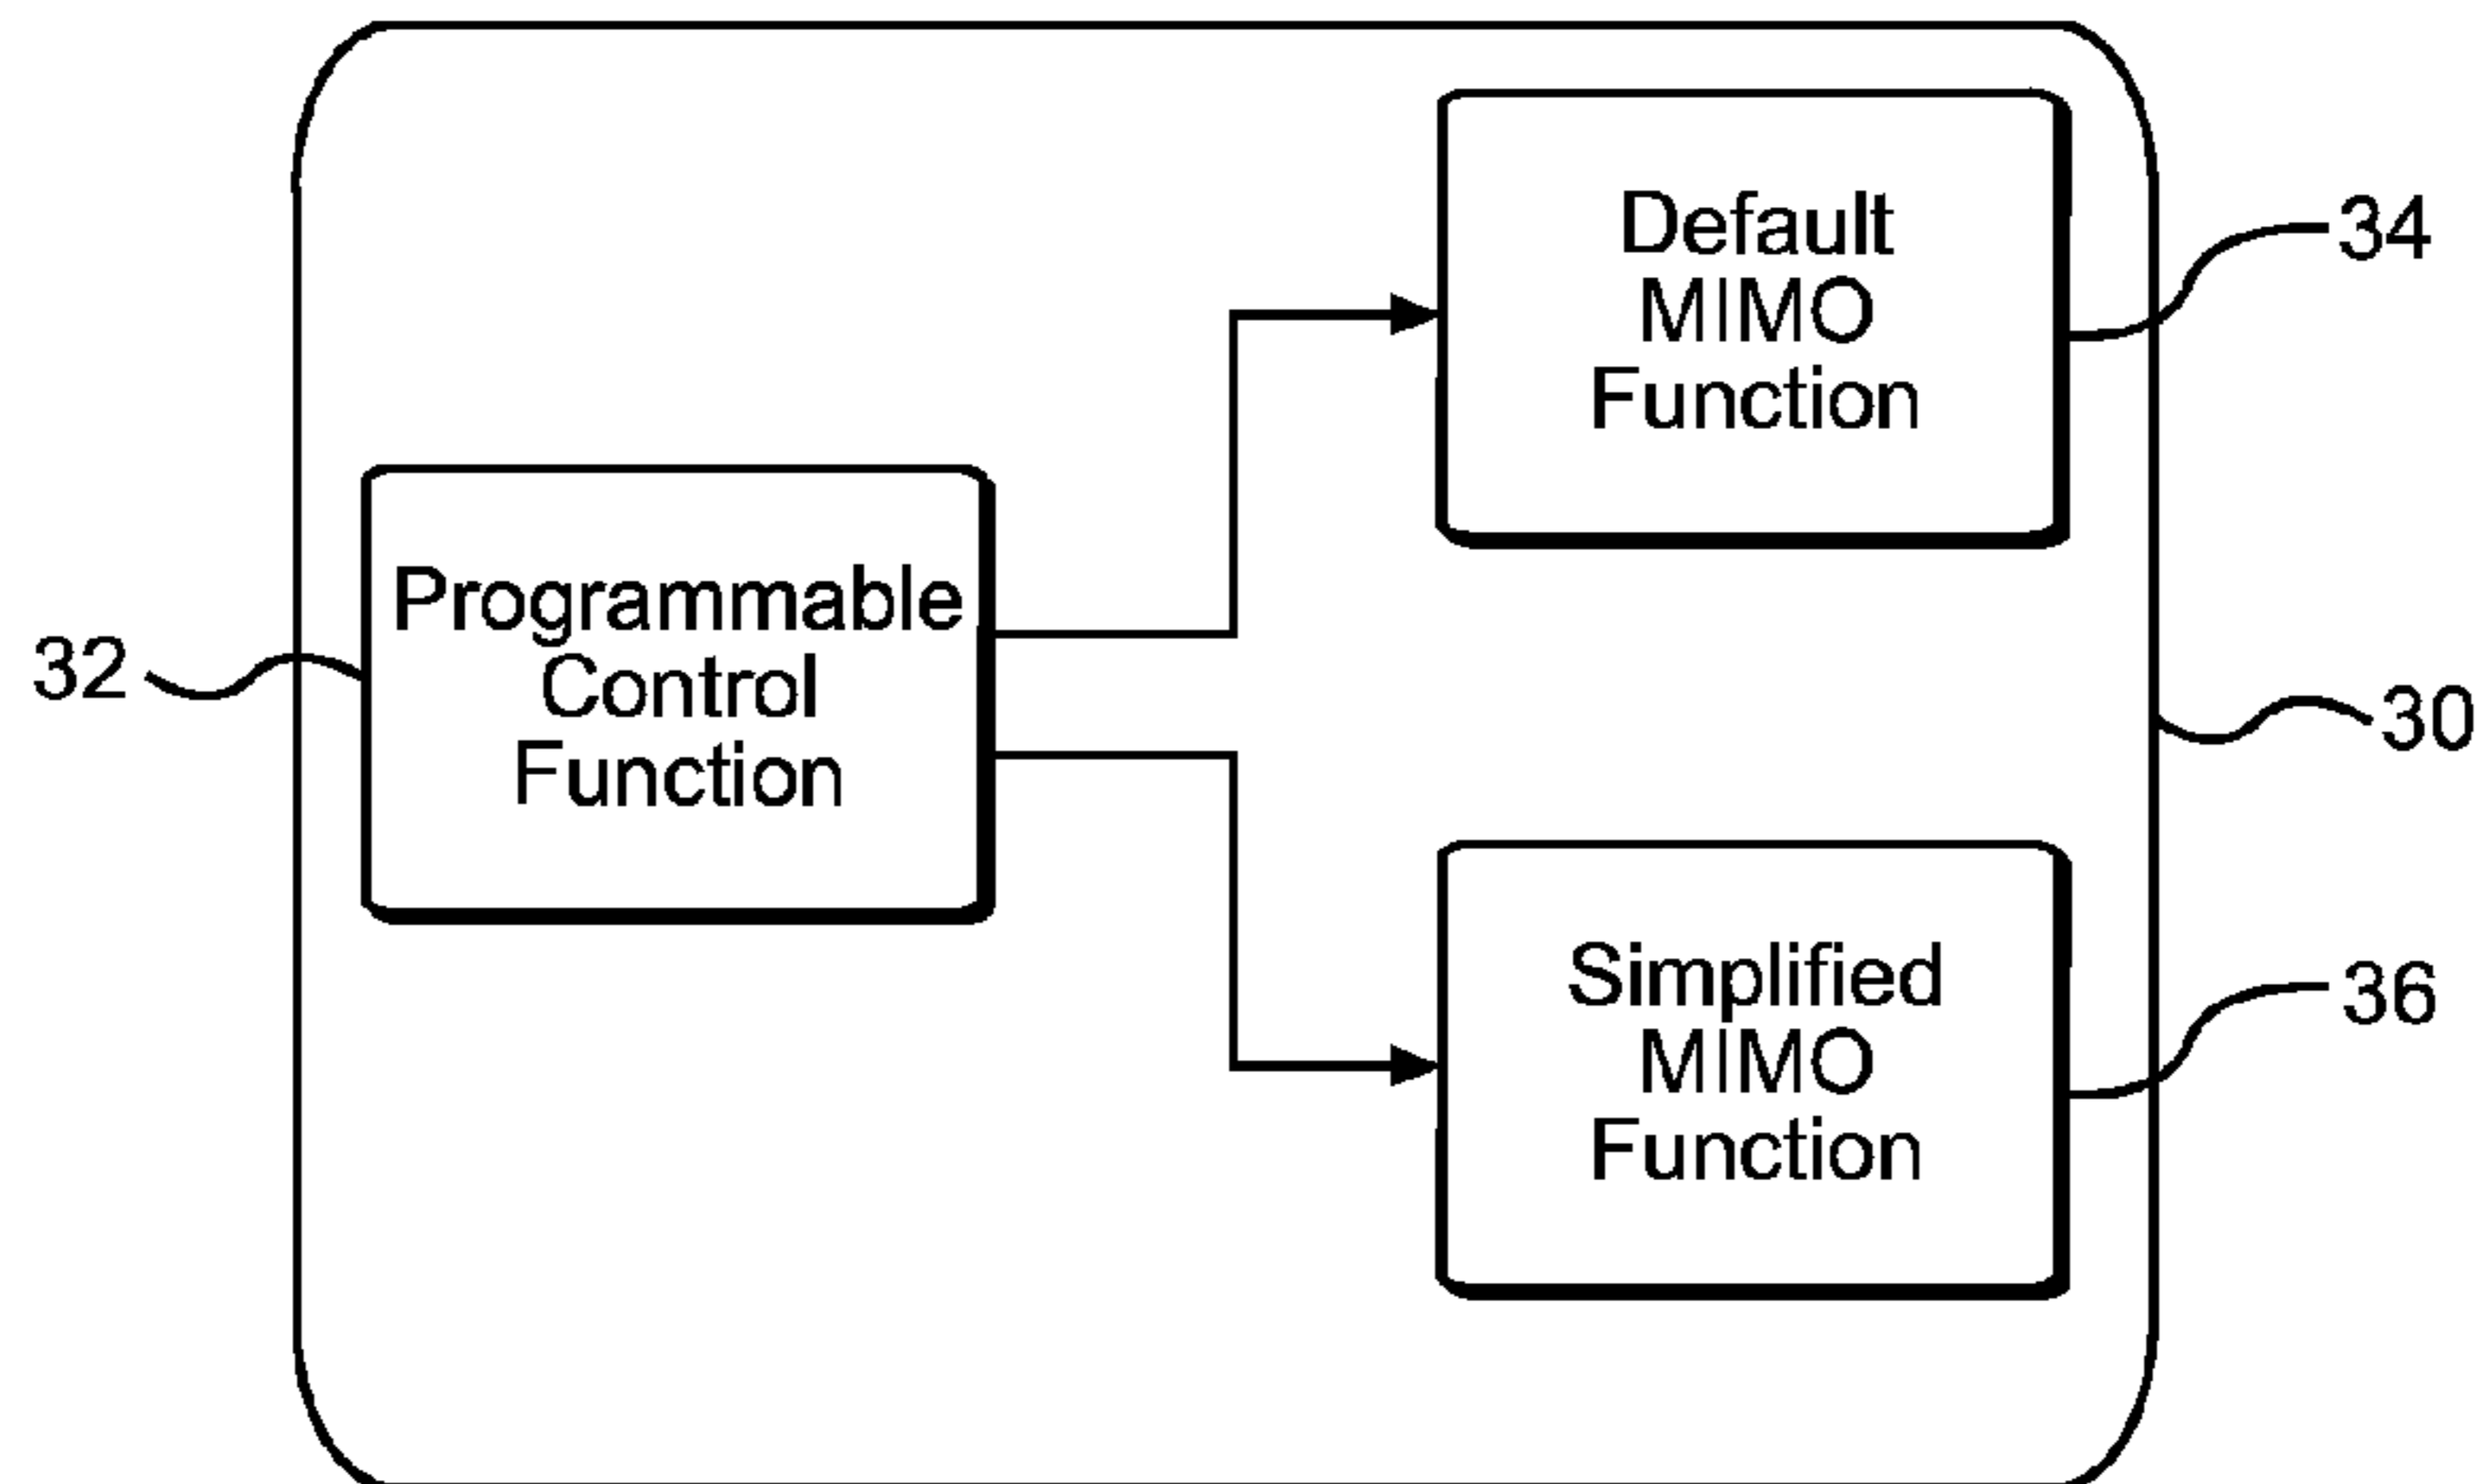 Default
MIMO
Function
34
Programmable
Control
Function
32
30
Simplified
MIMO
Function
36